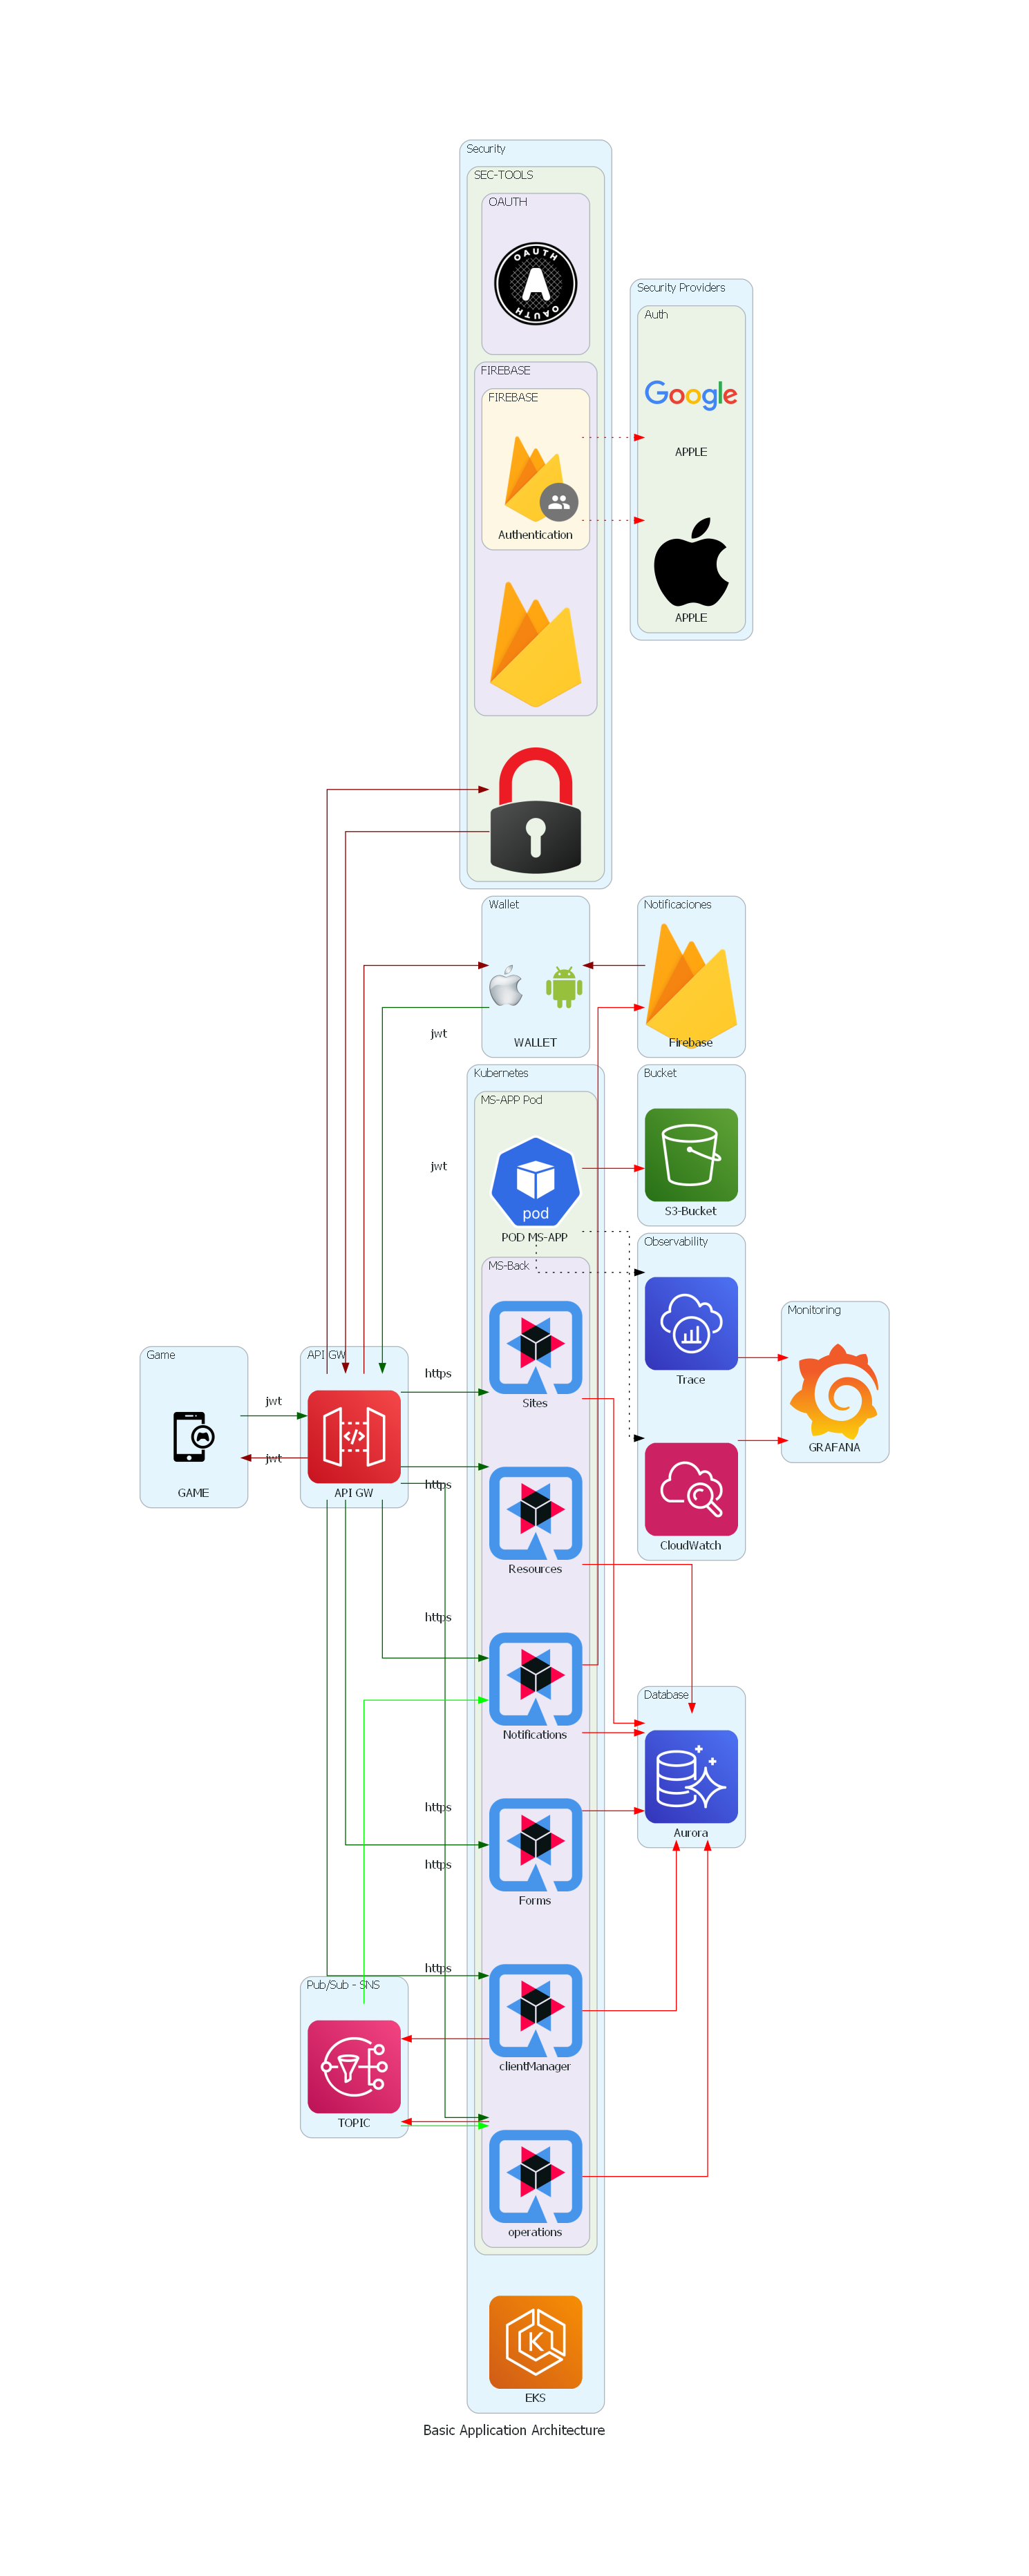 Security
SEC-TOOLS
OAUTH
OAUTH
OAUTH
Security Providers
Auth
FIREBASE
Google
FIREBASE
APPLE
Authentication
APPLE
Wallet
Notificaciones
jwt
WALLET
Firebase
Kubernetes
Bucket
MS-APP Pod
jwt
pod
S3-Bucket
POD MS-APP
Observability
MS-Back
Monitoring
Game
API GW
https
Trace
jwt
Sites
GRAFANA
jwt
https
GAME
API GW
CloudWatch
Resources
https
Database
Notifications
https
Aurora
https
Forms
https
Pub/Sub - SNS
clientManager
TOPIC
operations
K
EKS
Basic Application Architecture